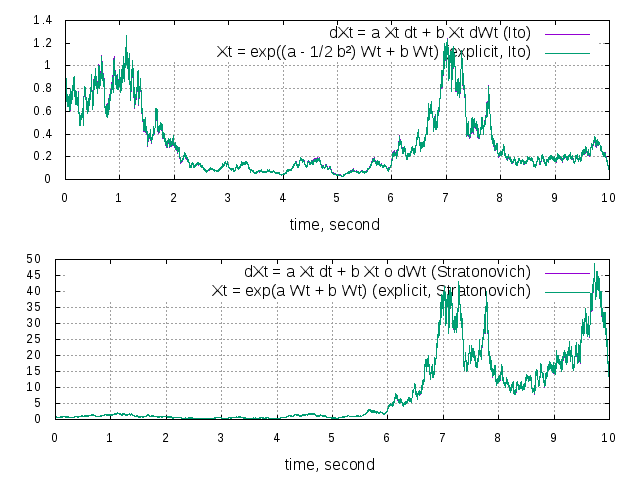 1.4
1.2
1
0.8
0.6
0.4
0.2
0
dXt = a Xt dt + b Xt dWt (Ito)
Xt = exp((a - 1/2 b²) Wt + b Wt) (explicit, Ito)
0 1 2 3 4 5 6 7 8 9 10
time, second
50
45
40
35
30
25
20
15
10
5
0
dXt = a Xt dt + b Xt o dWt (Stratonovich)
Xt = exp(a Wt + b Wt) (explicit, Stratonovich)
0 1 2 3 4 5 6 7 8 9 10
time, second